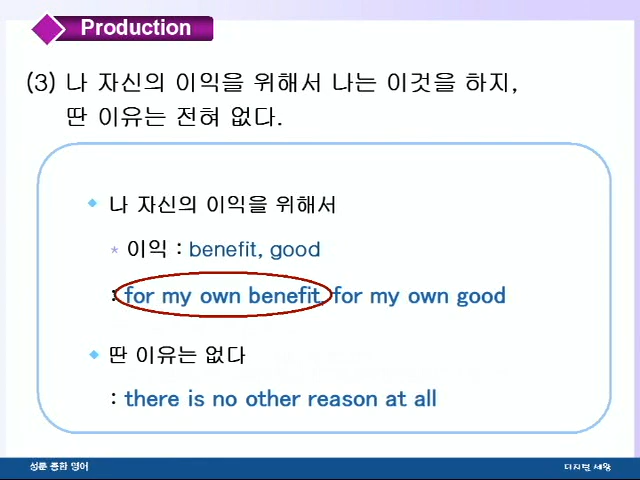 Production
(3) 나 자신의 이익을 위해서 나는 이것을 하지,
딴 이유는 전혀 없다.
나 자신의 이익을 위해서
* 이익 : benefit, good
: for my own benefit, for my own good
딴 이유는 없다
: there is no other reason at all
성문 종합 영어
디지털 세왕